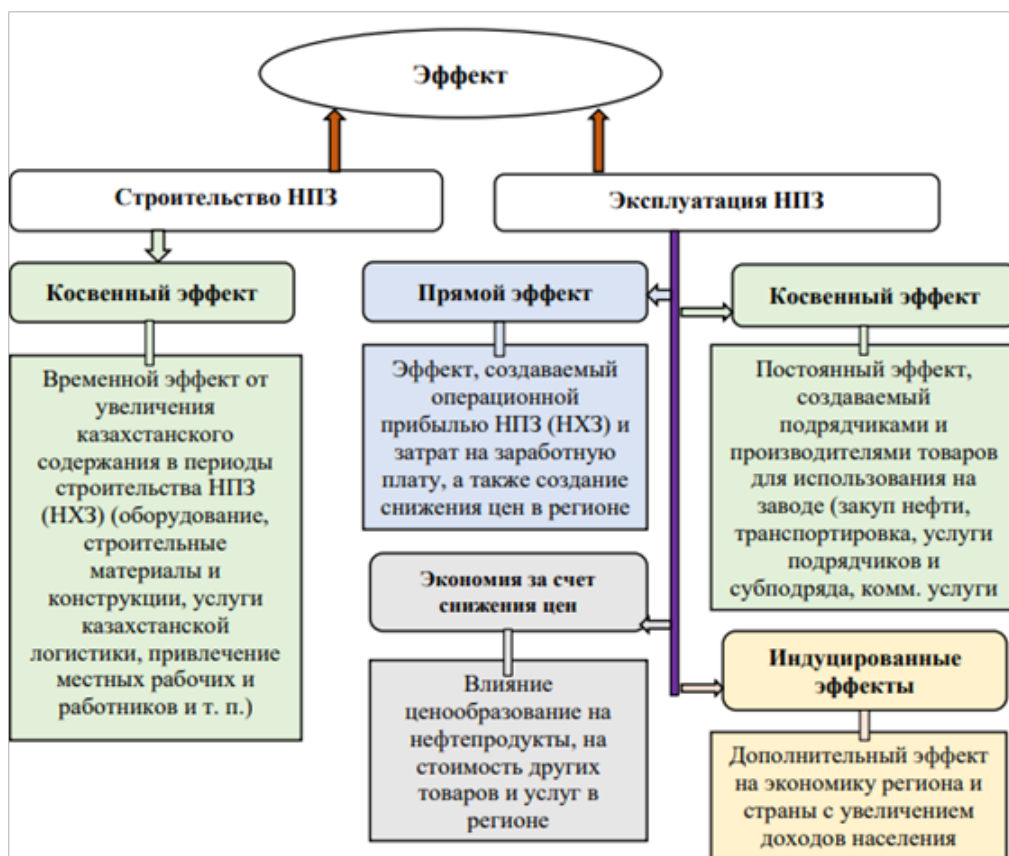 Эффект
Строительство НПЗ
Эксплуатация НПЗ
Косвенный эффект
Временной эффект от
увеличения
казахстанского
содержания в периоды
строительства НПЗ
(НХЗ) (оборудование,
строительные
материалы и
конструкции, услуги
казахстанской
логистики, привлечение
местных рабочих и
работников и т. п.)
Прямой эффект
Эффект, создаваемый
операционной
прибылью НПЗ (НХЗ) и
затрат на заработную
плату, а также создание
снижения цен в регионе
Экономия за счет
снижения цен
Влияние
ценообразование на
нефтепродукты, на
стоимость других
товаров и услуг в
регионе
Косвенный эффект
Постоянный эффект,
создаваемый
подрядчиками и
производителями товаров
для использования на
заводе (закуп нефти,
транспортировка, услуги
подрядчиков и
субподряда, комм. услуги
Индуцированные
эффекты
Дополнительный эффект
на экономику региона и
страны с увеличением
доходов населения